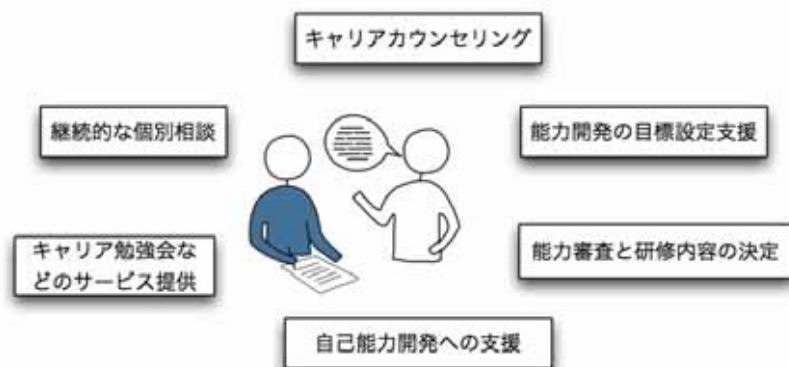 キャリアカウンセリング
継続的な個別相談
能力開発の目標設定支援
キャリア勉強会な
どのサービス提供
能力審査と研修内容の決定
自己能力開発への支援